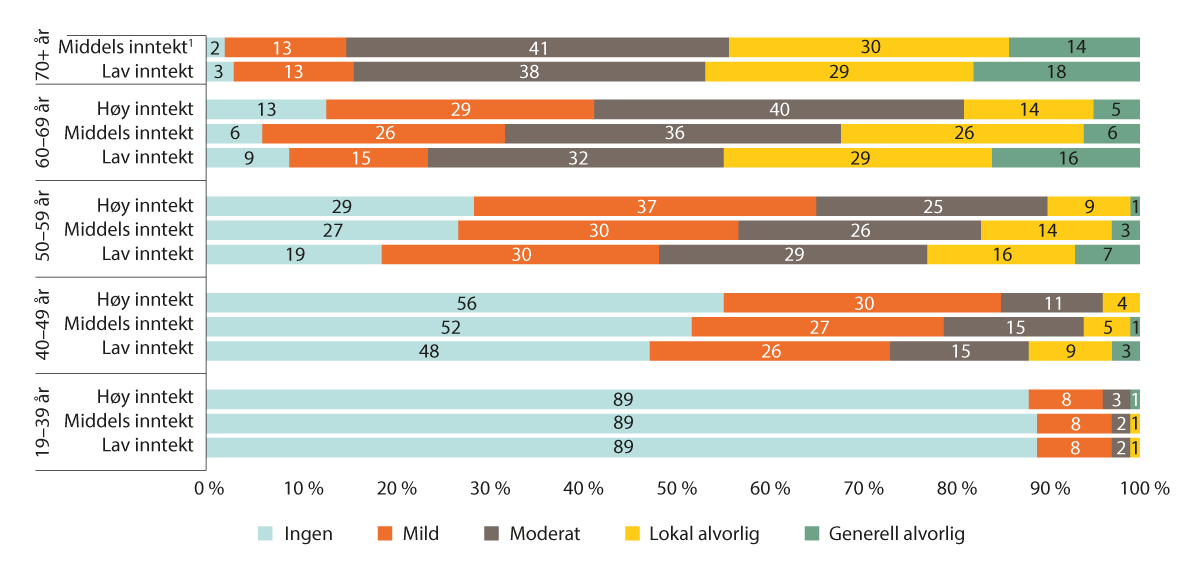 70+ år
Middels inntekt¹ 2 13 41 30 14
Lav inntekt 3 13 38 29 18
60–69 år
Høy inntekt 13 29 40 14 5
Middels inntekt 6 26 36 26 6
Lav inntekt 9 15 32 29 16
50–59 år
Høy inntekt 29 37 25 9 1
Middels inntekt 27 30 26 14 3
Lav inntekt 19 30 29 16 7
40–49 år
Høy inntekt 56 30 11 4
Middels inntekt 52 27 15 5 1
Lav inntekt 48 26 15 9 3
19–39 år
Høy inntekt 89 8 3 1
Middels inntekt 89 8 2 1
Lav inntekt 89 8 2 1
0 % 10 % 20 % 30 % 40 % 50 % 60 % 70 % 80 % 90 % 100 %
Ingen Mild Moderat Lokal alvorlig Generell alvorlig